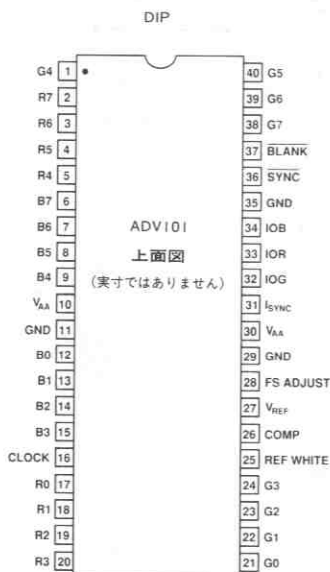 DIP
G4 1 40 G5
R7 2 39 G6
R6 3 38 G7
R5 4 37 BLANK
R4 5 36 SYNC
B7 6 35 GND
B6 7 34 IOB
B5 8 33 IOR
B4 9 32 IOG
VAA 10 31 ISYNC
GND 11 30 VAA
B0 12 29 GND
B1 13 28 FS ADJUST
B2 14 27 VREF
B3 15 26 COMP
CLOCK 16 25 REF WHITE
R0 17 24 G3
R1 18 23 G2
R2 19 22 G1
R3 20 21 G0
ADV101
上面図
(実寸ではありません)